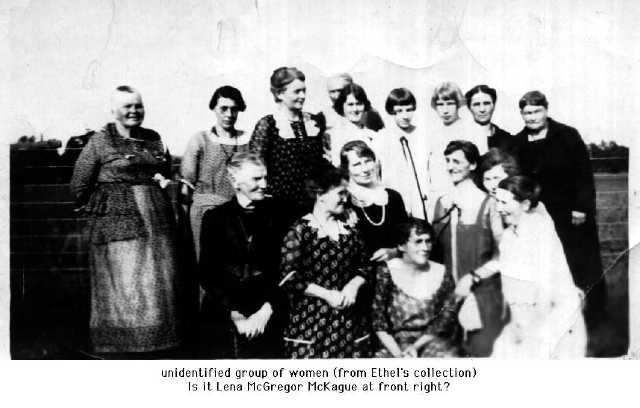 unidentified group of women (from Ethel's collection)
Is it Lena McGregor McKague at front right?